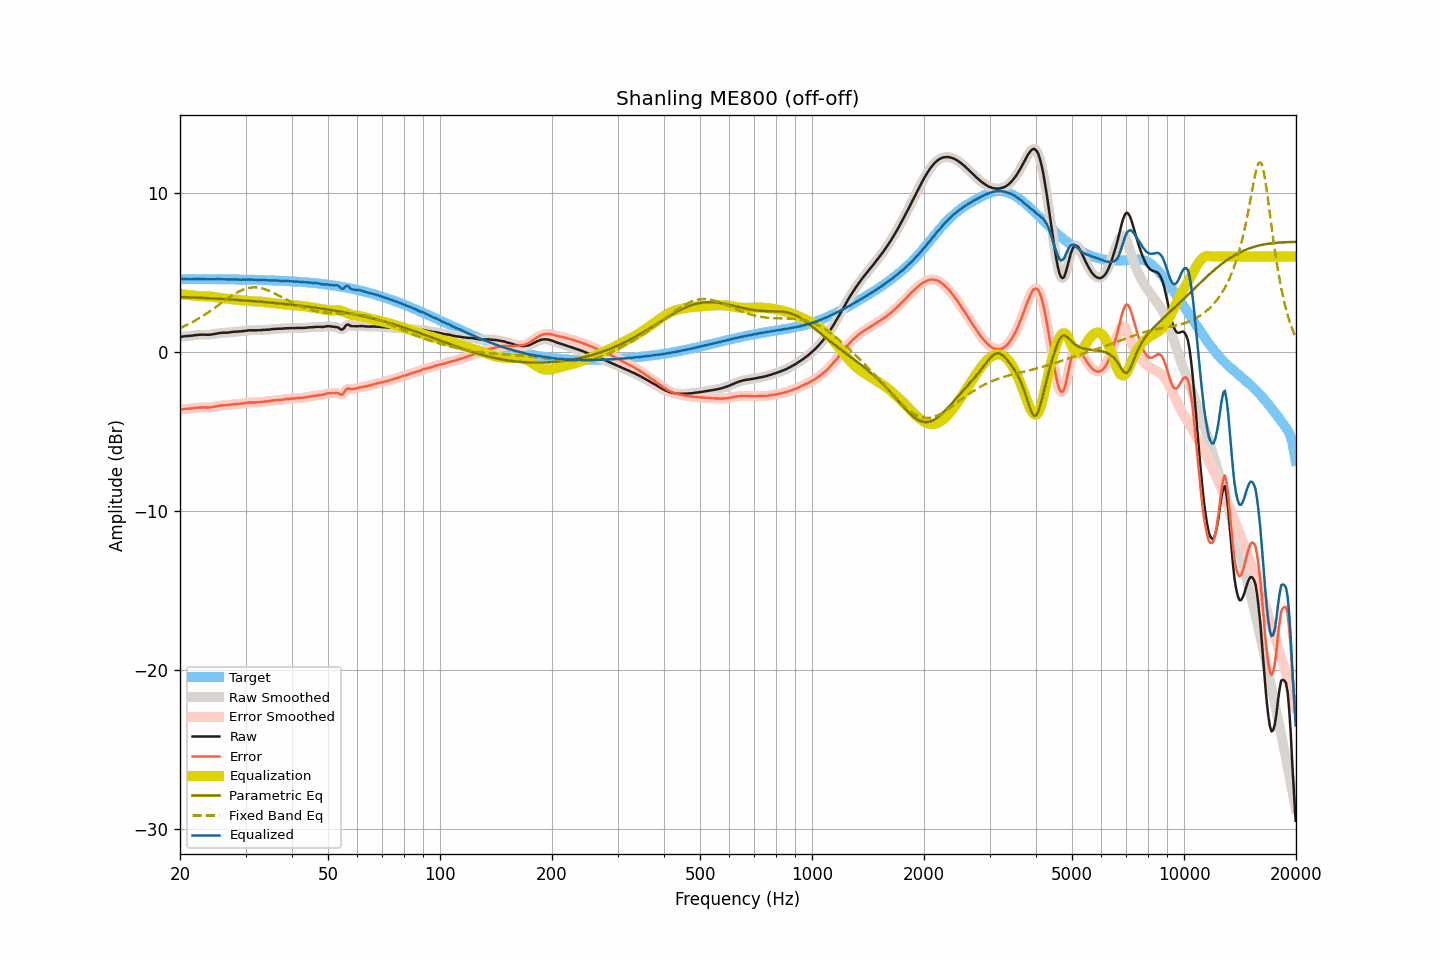 Shanling ME800 (off-off)
Amplitude (dBr)
10
0
−10
−20
−30
Target
Raw Smoothed
Error Smoothed
Raw
Error
Equalization
Parametric Eq
Fixed Band Eq
Equalized
20 50 100 200 500 1000 2000 5000 10000 20000
Frequency (Hz)